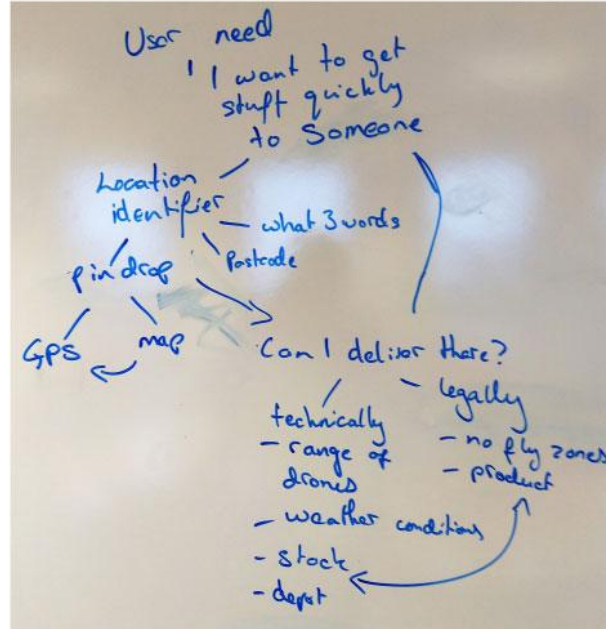 User need
" I want to get
stuff quickly
to Someone
Location
identifier
what 3 words
Postcode
pin drop
GPS
map
Can I deliver there?
technically
- range of
drones
- weather conditions
- stock
- depot
- legally
- no fly zones
- product